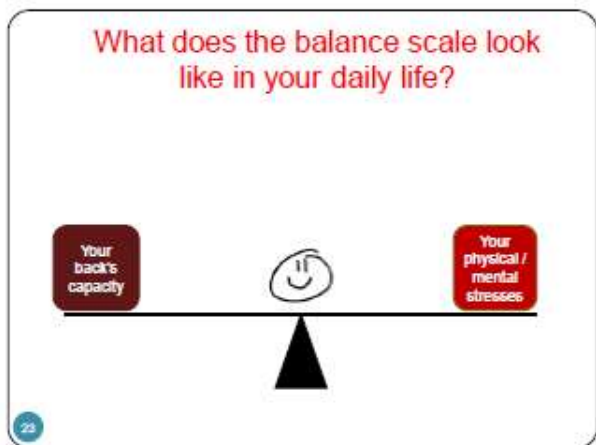 What does the balance scale look
like in your daily life?
Your
back's
capacity
Your
physical /
mental
stresses
23